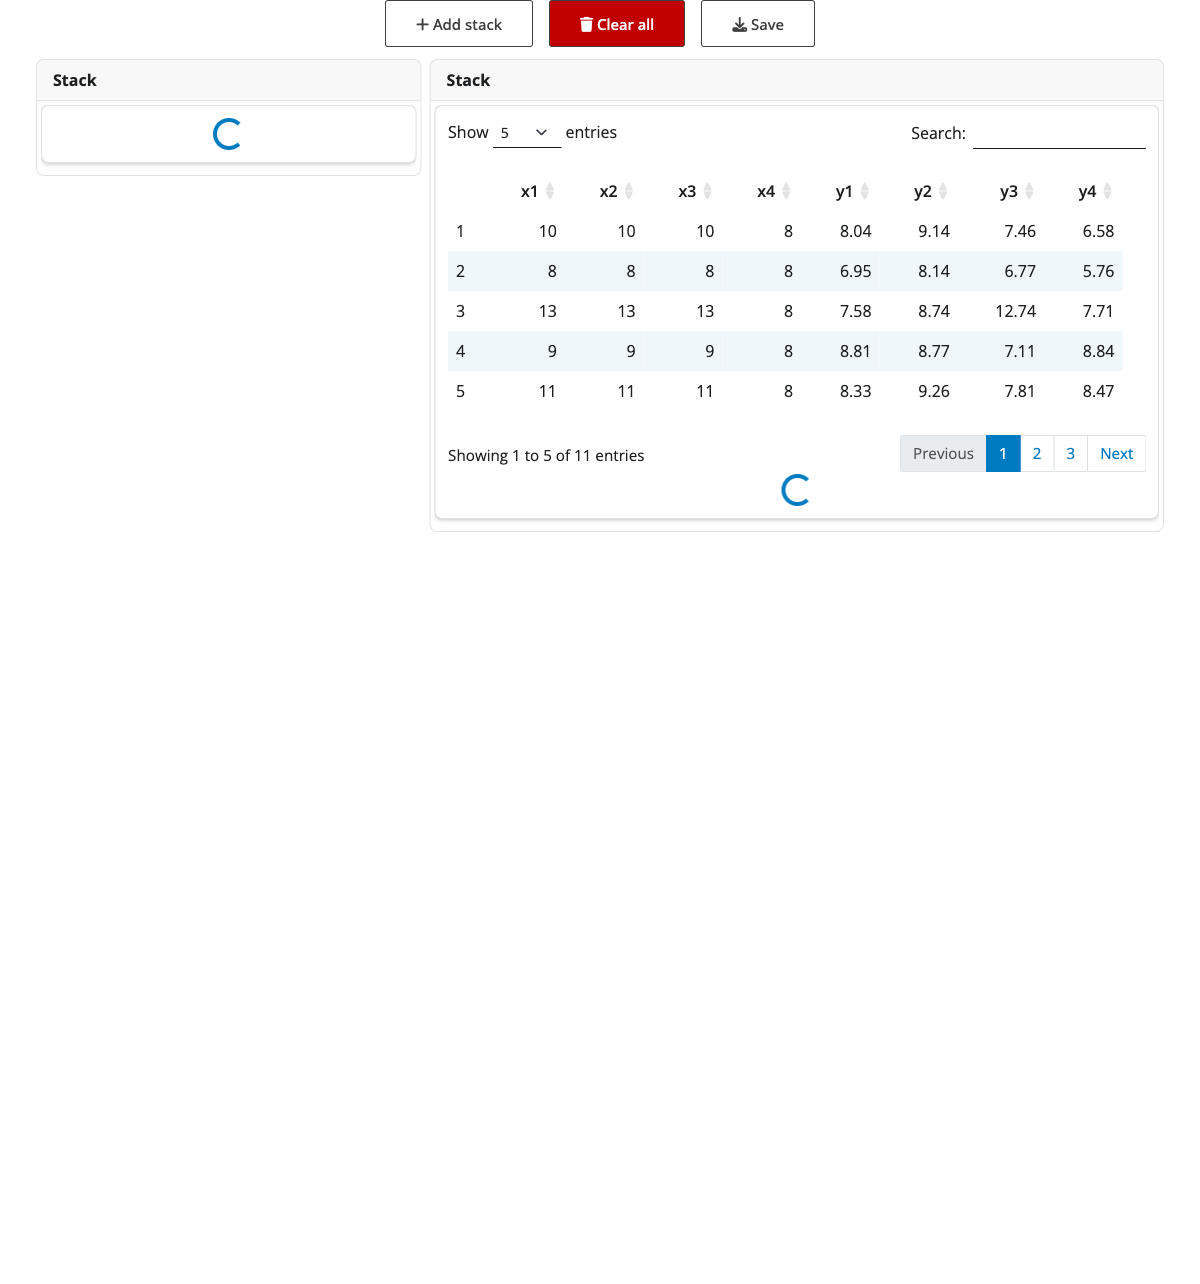 Add stack Clear all Save
Stack
Stack
Show 5 entries Search:
x1 x2 x3 x4 y1 y2 y3 y4
1 10 10 10 8 8.04 9.14 7.46 6.58
2 8 8 8 8 6.95 8.14 6.77 5.76
3 13 13 13 8 7.58 8.74 12.74 7.71
4 9 9 9 8 8.81 8.77 7.11 8.84
5 11 11 11 8 8.33 9.26 7.81 8.47
Showing 1 to 5 of 11 entries Previous 1 2 3 Next